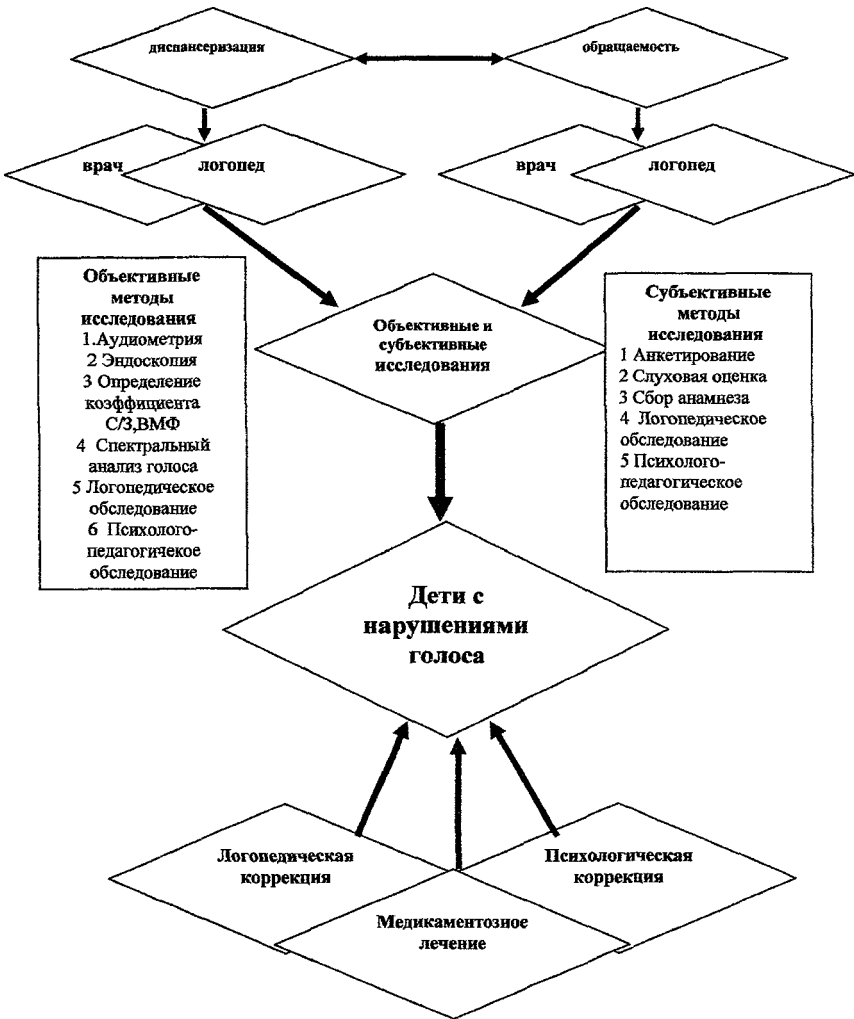 диспансеризация
обращаемость
врач
логопед
врач
логопед
Объективные
методы
исследования
1.Аудиометрия
2 Эндоскопия
3 Определение
коэффициента
С/З,ВМФ
4 Спектральный
анализ голоса
5 Логопедическое
обследование
6 Психолого-
педагогичекое
обследование
Объективные и
субъективные
исследования
Субъективные
методы
исследования
1 Анкетирование
2 Слуховая оценка
3 Сбор анамнеза
4 Логопедическое
обследование
5 Психолого-
педагогическое
обследование
Дети с
нарушениями
голоса
Логопедическая
коррекция
Психологическая
коррекция
Медикаментозное
лечение